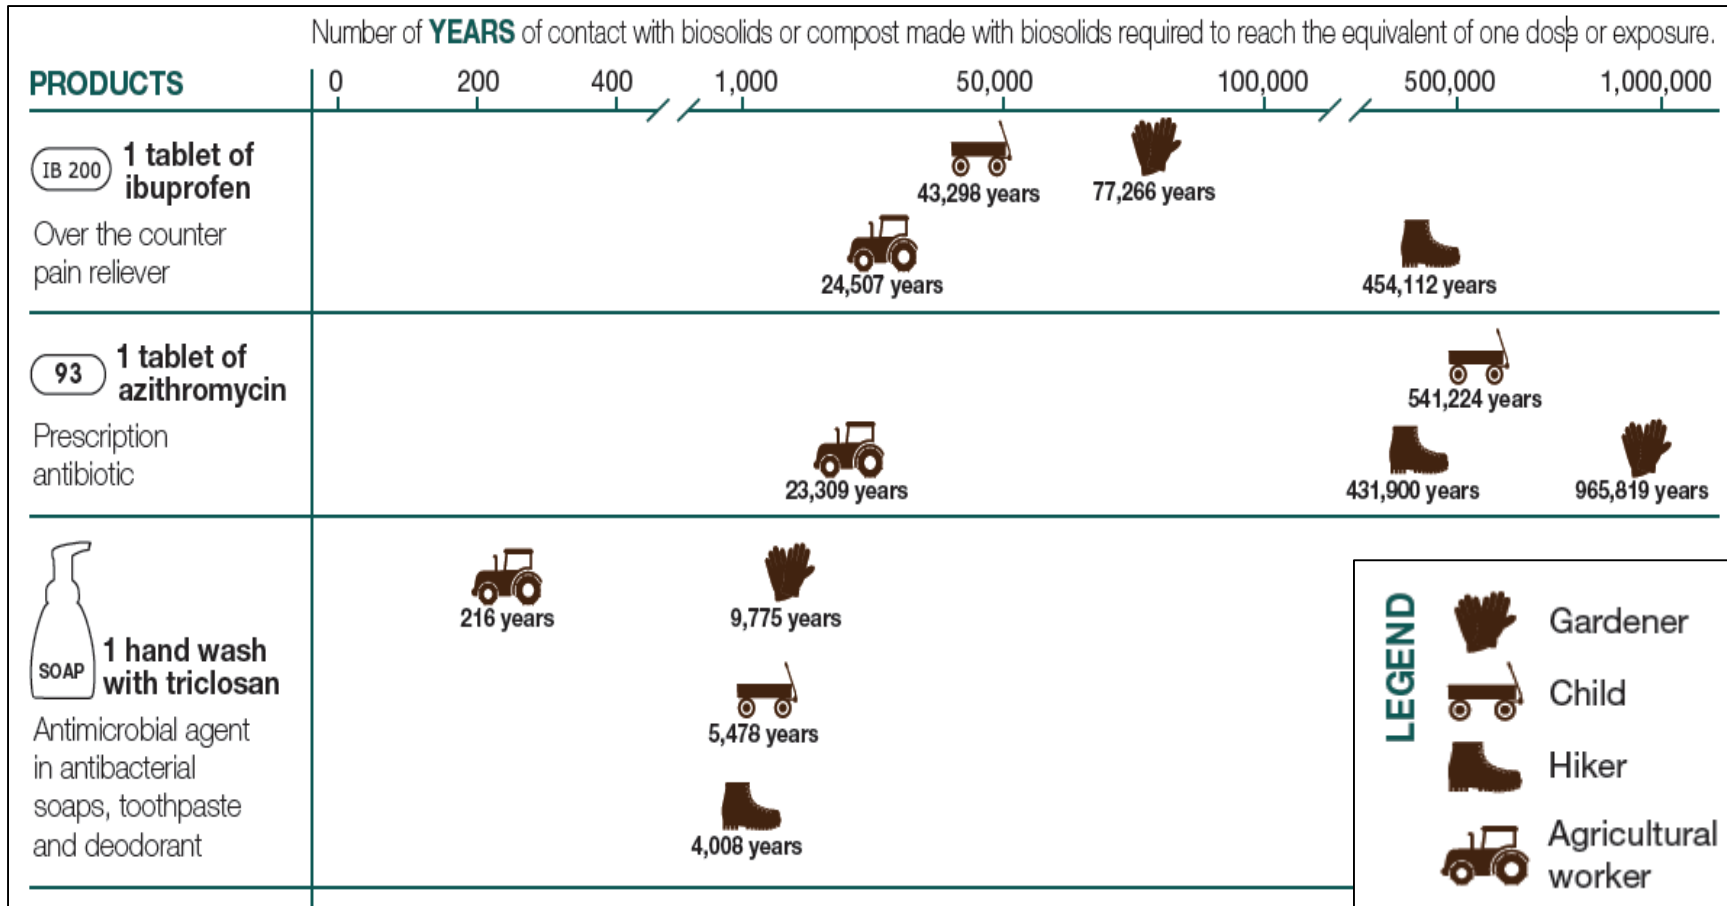 Number of YEARS of contact with biosolids or compost made with biosolids required to reach the equivalent of one dose or exposure.
PRODUCTS
0 200 400 1,000 50,000 100,000 500,000 1,000,000
IB 200
1 tablet of
ibuprofen
Over the counter
pain reliever
43,298 years
77,266 years
24,507 years
454,112 years
93
1 tablet of
azithromycin
Prescription
antibiotic
541,224 years
23,309 years
431,900 years
965,819 years
SOAP
1 hand wash
with triclosan
Antimicrobial agent
in antibacterial
soaps, toothpaste
and deodorant
216 years
9,775 years
5,478 years
4,008 years
LEGEND
Gardener
Child
Hiker
Agricultural
worker